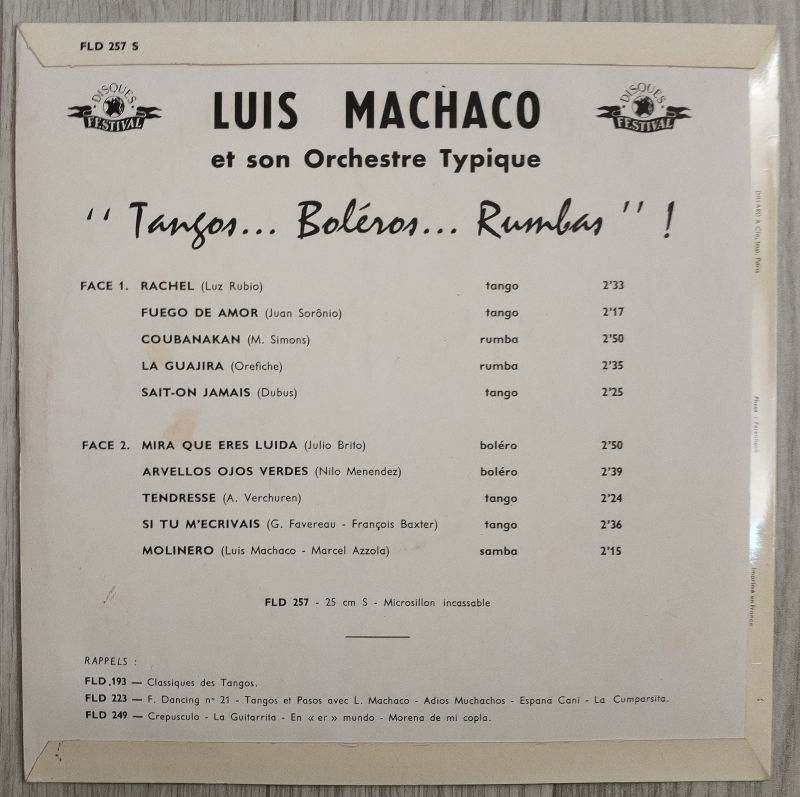 FLD 257 S
DISQUES FESTIVAL
LUIS MACHACO
DISQUES FESTIVAL
et son Orchestre Typique
“ Tangos... Boléros... Rumbas ” !
FACE 1. RACHEL (Luz Rubio) tango 2'33
FUEGO DE AMOR (Juan Sorônio) tango 2'17
COUBANAKAN (M. Simons) rumba 2'50
LA GUAJIRA (Orefiche) rumba 2'35
SAIT-ON JAMAIS (Dubus) tango 2'25
FACE 2. MIRA QUE ERES LUIDA (Julio Brito) boléro 2'50
ARVELLOS OJOS VERDES (Nilo Menendez) boléro 2'39
TENDRESSE (A. Verchuren) tango 2'24
SI TU M'ECRIVAIS (G. Favereau - François Baxter) tango 2'36
MOLINERO (Luis Machaco - Marcel Azzola) samba 2'15
FLD 257 - 25 cm S - Microsillon incassable
RAPPELS :
FLD 193 — Classiques des Tangos.
FLD 223 — F. Dancing n° 21 - Tangos et Pasos avec L. Machaco - Adios Muchachos - Espana Cani - La Cumparsita.
FLD 249 — Crepusculo - La Guitarrita - En « er » mundo - Morena de mi copla.
& Cie, Imp. Paris
Imprimé en France